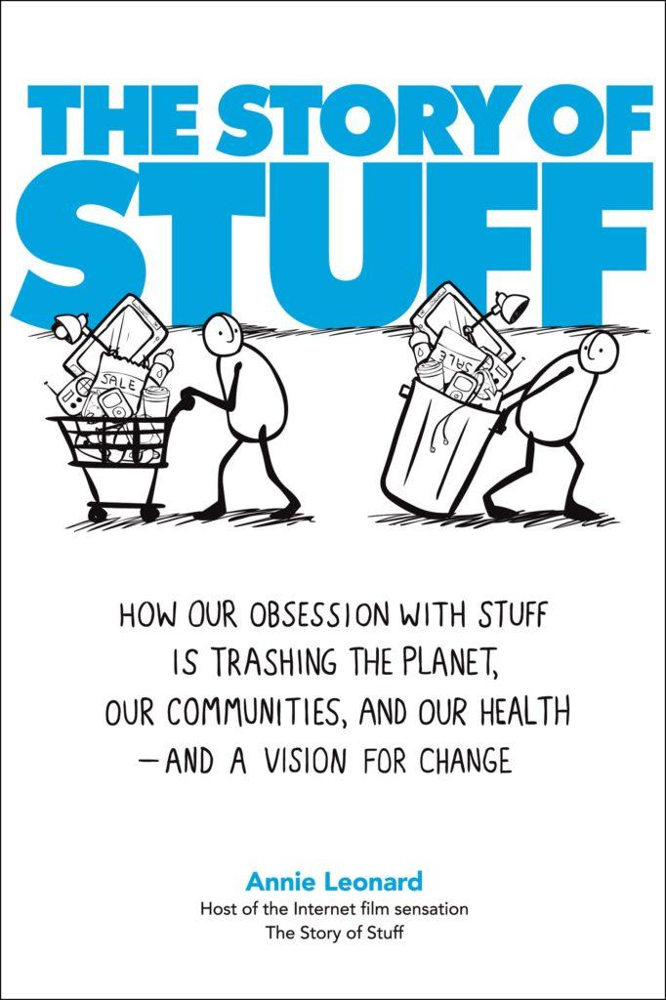 THE STORY OF
STUFF
SALE
SALE
HOW OUR OBSESSION WITH STUFF
IS TRASHING THE PLANET,
OUR COMMUNITIES, AND OUR HEALTH
—AND A VISION FOR CHANGE
Annie Leonard
Host of the Internet film sensation
The Story of Stuff